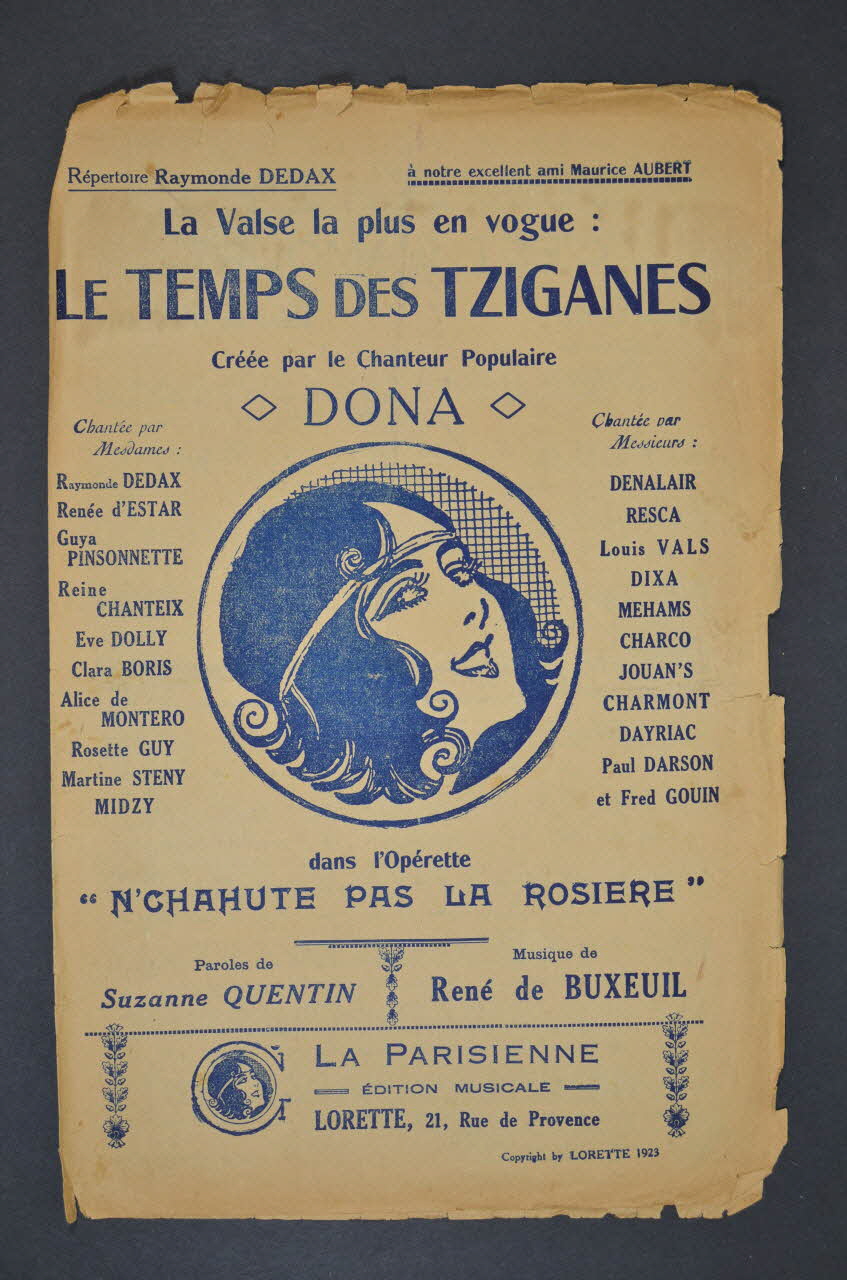 Répertoire Raymonde DEDAX
à notre excellent ami Maurice AUBERT
La Valse la plus en vogue :
LE TEMPS DES TZIGANES
Créée par le Chanteur Populaire
DONA
Chantée par
Mesdames :
Raymonde DEDAX
Renée d'ESTAR
Guya
PINSONNETTE
Reine
CHANTEIX
Eve DOLLY
Clara BORIS
Alice de
MONTERO
Rosette GUY
Martine STENY
MIDZY
Chantée par
Messieurs :
DENALAIR
RESCA
Louis VALS
DIXA
MEHAMS
CHARCO
JOUAN'S
CHARMONT
DAYRIAC
Paul DARSON
et Fred GOUIN
dans l'Opérette
“ N'CHAHUTE PAS LA ROSIERE ”
Paroles de
Suzanne QUENTIN
Musique de
René de BUXEUIL
LA PARISIENNE
ÉDITION MUSICALE
LORETTE, 21, Rue de Provence
Copyright by LORETTE 1923